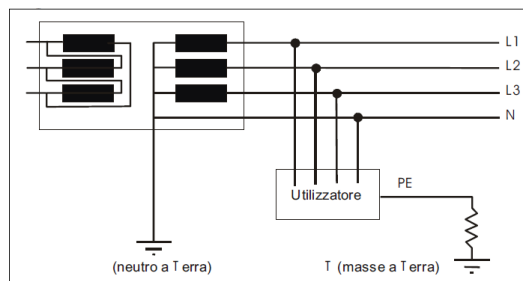 L1
L2
L3
N
Utilizzatore
PE
(neutro a Terra)
T (masse a Terra)